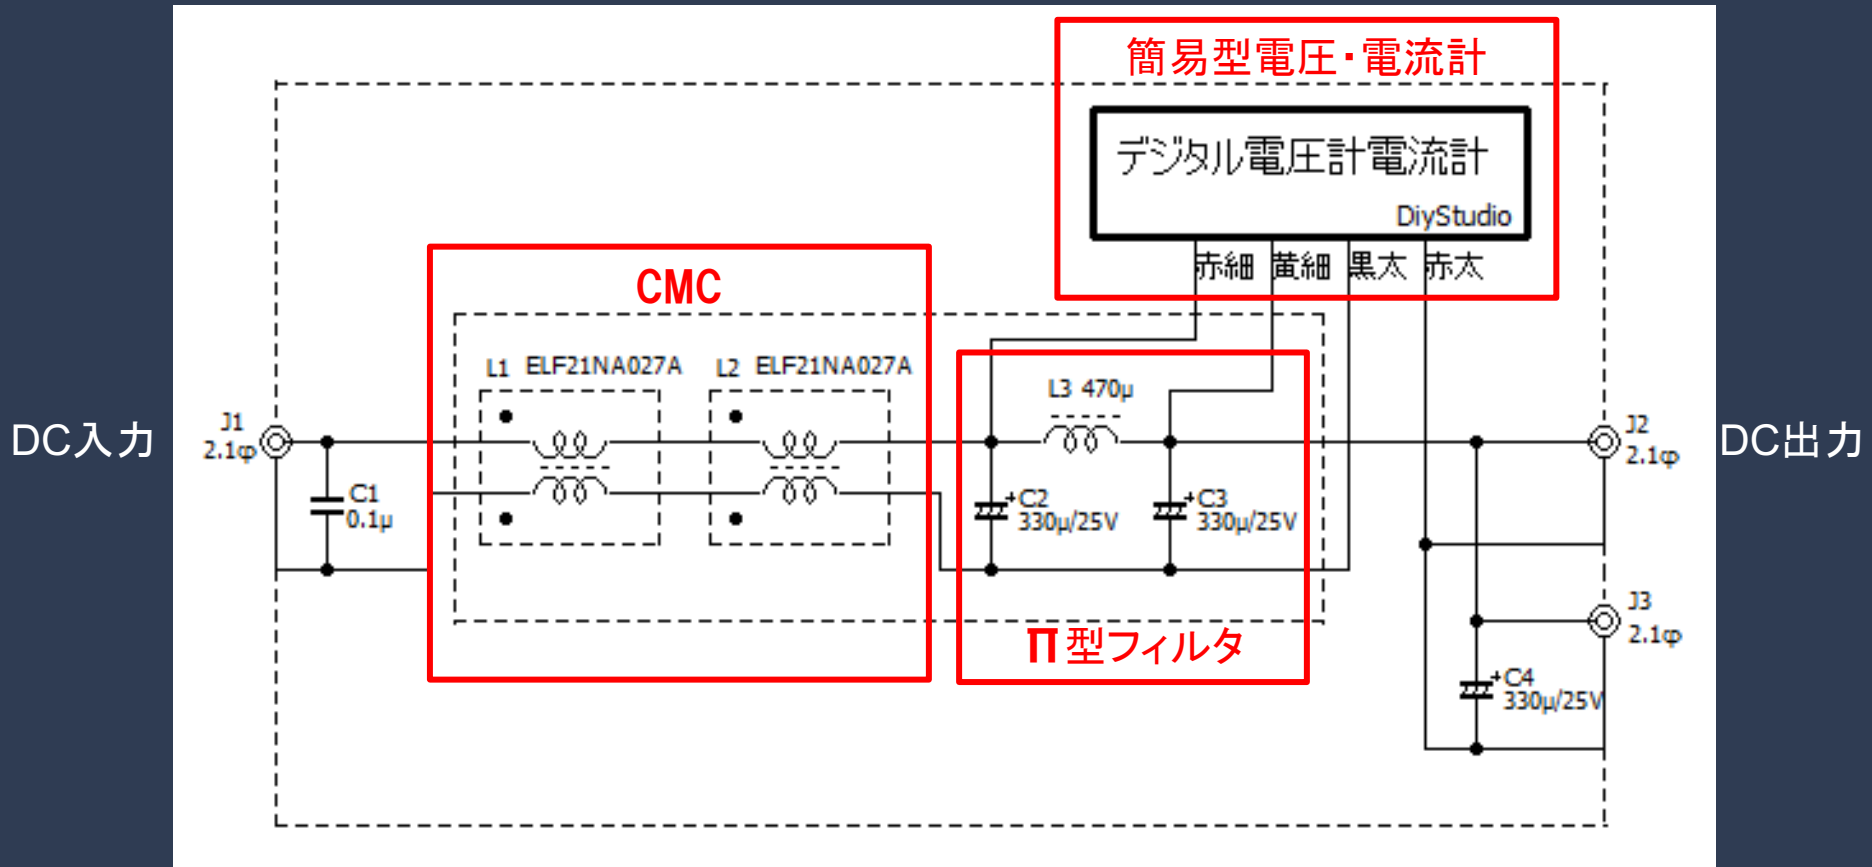 簡易型電圧・電流計
デジタル電圧計電流計
DiyStudio
赤細 黄細 黒太 赤太
CMC
L1 ELF21NA027A L2 ELF21NA027A
L3 470μ
DC入力
J1
2.1φ
C1
0.1μ
+C2
330μ/25V
+C3
330μ/25V
J2
2.1φ
DC出力
Π型フィルタ
J3
2.1φ
+C4
330μ/25V